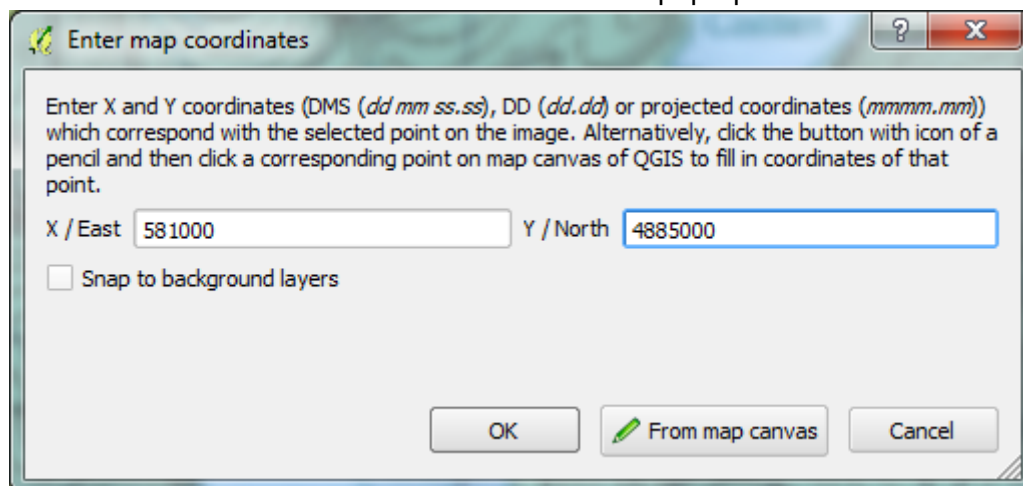 Enter map coordinates
Enter X and Y coordinates (DMS (dd mm ss.ss), DD (dd.dd) or projected coordinates (mmmm.mm))
which correspond with the selected point on the image. Alternatively, click the button with icon of a
pencil and then click a corresponding point on map canvas of QGIS to fill in coordinates of that
point.
X / East 581000 Y / North 4885000
Snap to background layers
OK From map canvas Cancel